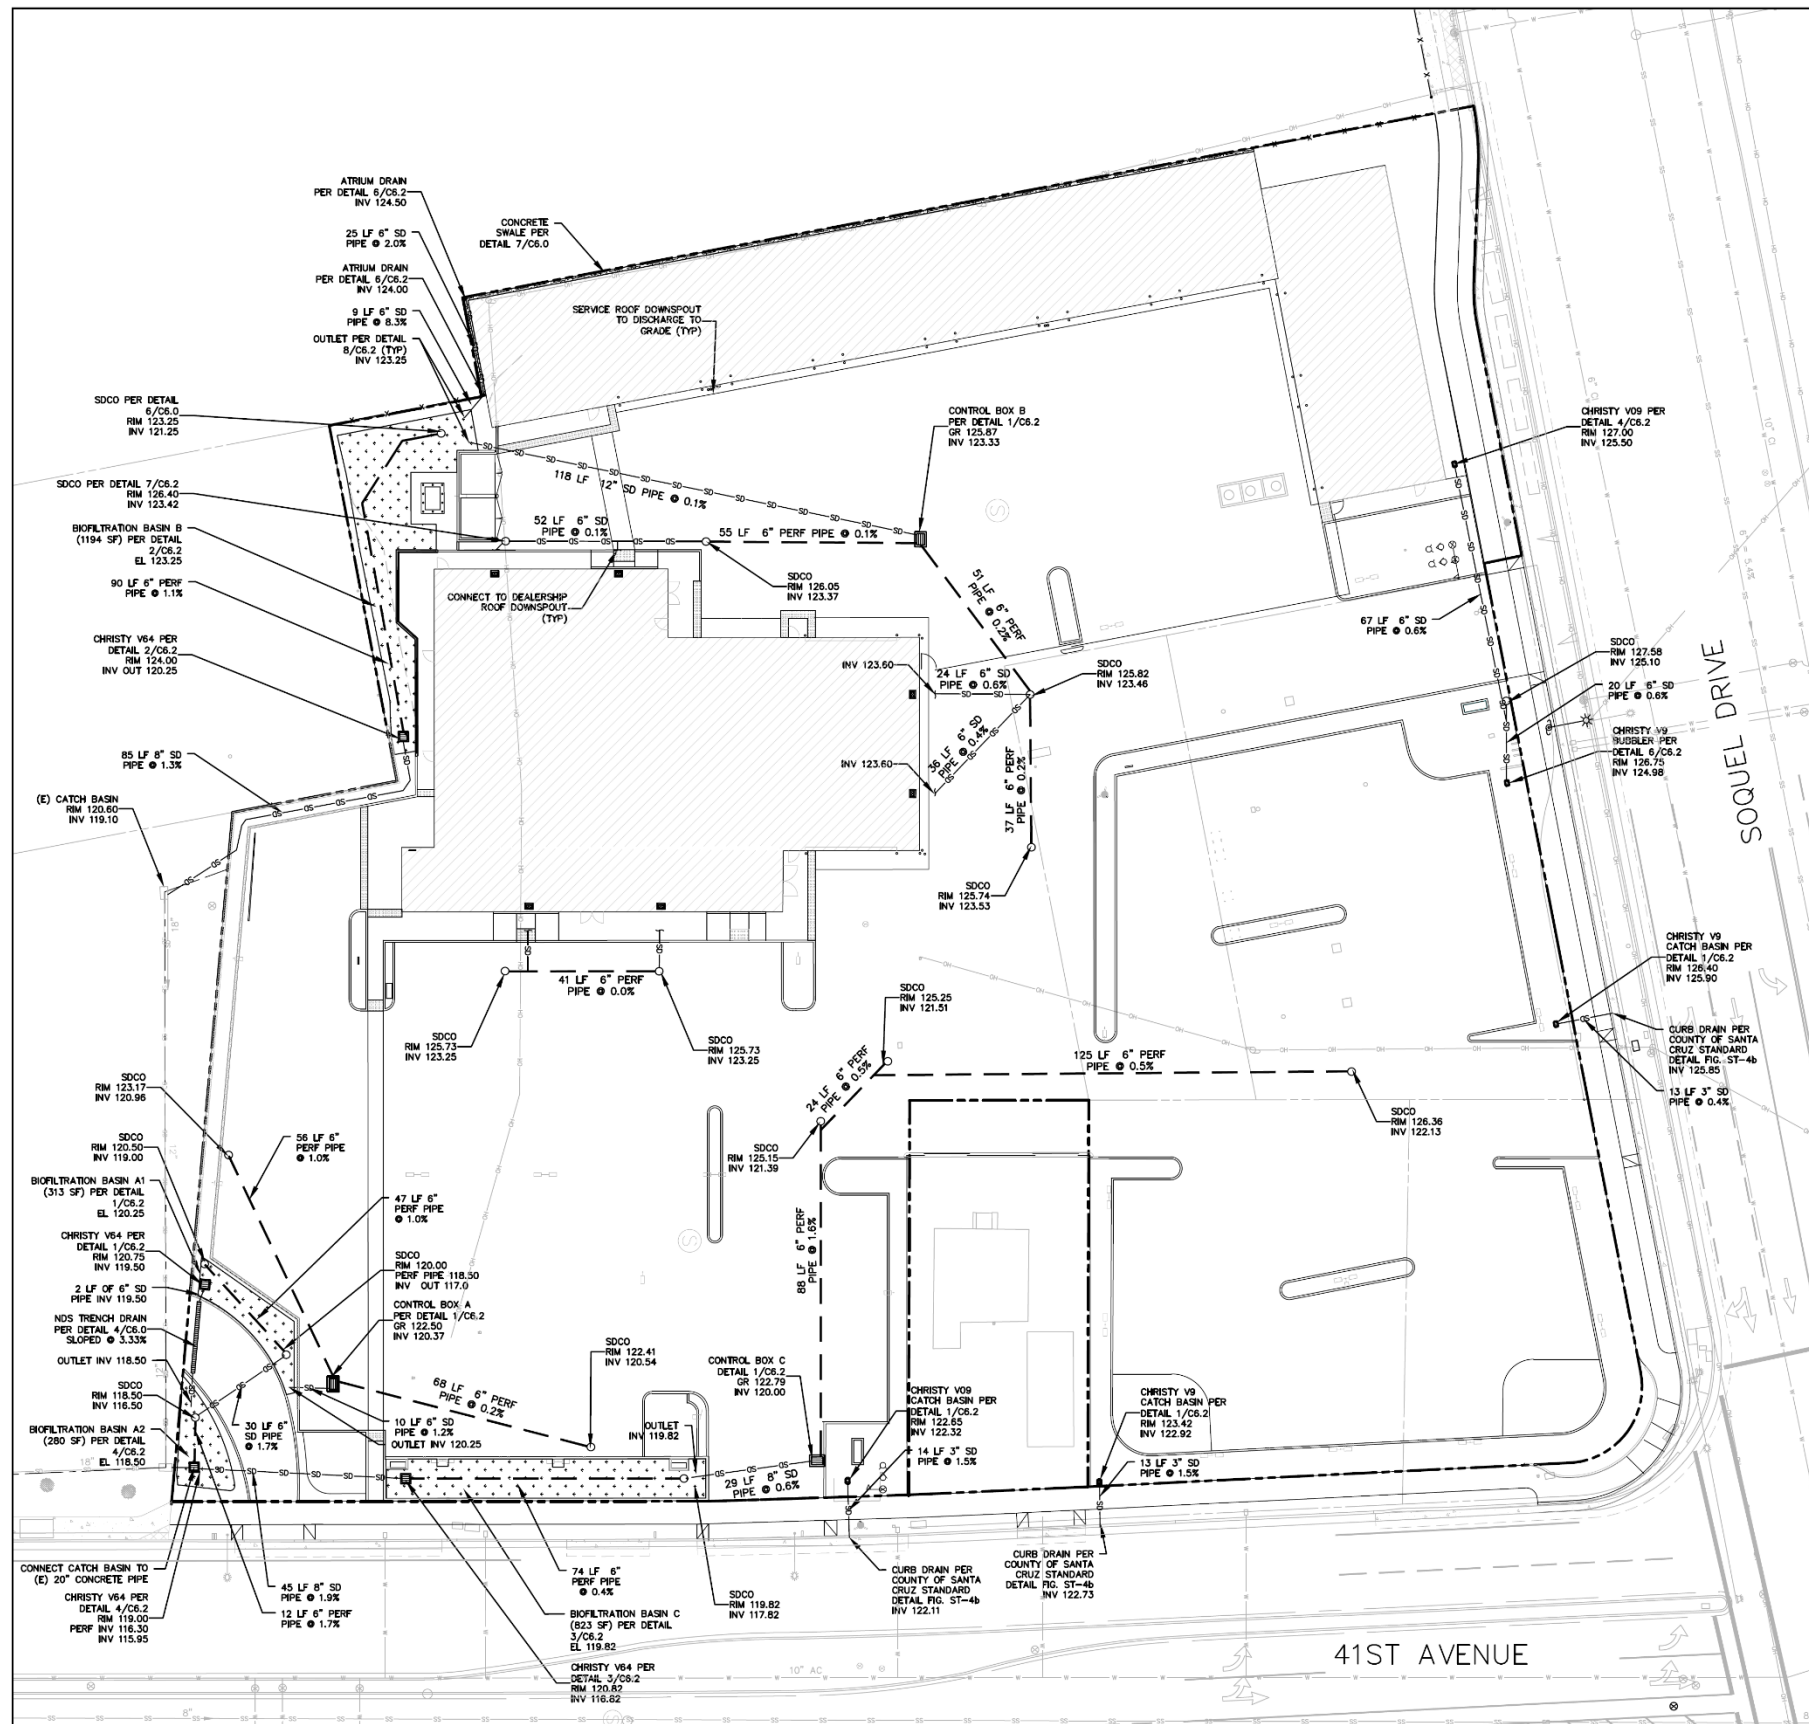 ATRIUM DRAIN
PER DETAIL 6/C6.2
INV 124.50
25 LF 6" SD
PIPE @ 2.0%
ATRIUM DRAIN
PER DETAIL 6/C6.2
INV 124.00
9 LF 6" SD
PIPE @ 8.3%
OUTLET PER DETAIL
8/C6.2 (TYP)
INV 123.25
CONCRETE
SWALE PER
DETAIL 7/C6.0
SERVICE ROOF DOWNSPOUT
TO DISCHARGE TO
GRADE (TYP)
SDCO PER DETAIL
6/C6.0
RIM 123.25
INV 121.25
SDCO PER DETAIL 7/C6.2
RIM 126.40
INV 123.42
BIOFILTRATION BASIN B
(1194 SF) PER DETAIL
2/C6.2
EL 123.25
90 LF 6" PERF
PIPE @ 1.1%
CHRISTY V64 PER
DETAIL 2/C6.2
RIM 124.00
INV OUT 120.25
85 LF 8" SD
PIPE @ 1.3%
(E) CATCH BASIN
RIM 120.60
INV 119.10
118 LF 12" SD PIPE @ 0.1%
52 LF 6" SD
PIPE @ 0.1%
55 LF 6" PERF PIPE @ 0.1%
CONTROL BOX B
PER DETAIL 1/C6.2
GR 125.87
INV 123.33
SDCO
RIM 126.05
INV 123.37
CONNECT TO DEALERSHIP
ROOF DOWNSPOUT
(TYP)
51 LF 6" PERF
PIPE @ 0.2%
INV 123.60
24 LF 6" SD
PIPE @ 0.6%
SDCO
RIM 125.82
INV 123.46
36 LF 6" SD
PIPE @ 0.4%
INV 123.60
37 LF 6" PERF
PIPE @ 0.2%
SDCO
RIM 125.74
INV 123.53
CHRISTY V09 PER
DETAIL 4/C6.2
RIM 127.00
INV 125.50
67 LF 6" SD
PIPE @ 0.6%
SDCO
RIM 127.58
INV 125.10
20 LF 6" SD
PIPE @ 0.6%
CHRISTY V9
BUBBLER PER
DETAIL 6/C6.2
RIM 126.75
INV 124.98
SOQUEL DRIVE
CHRISTY V9
CATCH BASIN PER
DETAIL 1/C6.2
RIM 126.40
INV 125.90
CURB DRAIN PER
COUNTY OF SANTA
CRUZ STANDARD
DETAIL FIG. ST-4b
INV 125.85
13 LF 3" SD
PIPE @ 0.4%
41 LF 6" PERF
PIPE @ 0.0%
SDCO
RIM 125.73
INV 123.25
SDCO
RIM 125.73
INV 123.25
SDCO
RIM 125.25
INV 121.51
24 LF 6" PERF
PIPE @ 0.5%
125 LF 6" PERF
PIPE @ 0.5%
SDCO
RIM 126.36
INV 122.13
SDCO
RIM 125.15
INV 121.39
88 LF 6" PERF
PIPE @ 1.6%
SDCO
RIM 123.17
INV 120.96
SDCO
RIM 120.50
INV 119.00
BIOFILTRATION BASIN A1
(313 SF) PER DETAIL
1/C6.2
EL 120.25
CHRISTY V64 PER
DETAIL 1/C6.2
RIM 120.75
INV 119.50
2 LF OF 6" SD
PIPE INV 119.50
NDS TRENCH DRAIN
PER DETAIL 4/C6.0
SLOPED @ 3.33%
OUTLET INV 118.50
SDCO
RIM 118.50
INV 116.50
BIOFILTRATION BASIN A2
(280 SF) PER DETAIL
4/C6.2
EL 118.50
56 LF 6"
PERF PIPE
@ 1.0%
47 LF 6"
PERF PIPE
@ 1.0%
SDCO
RIM 120.00
PERF PIPE 118.50
INV OUT 117.0
CONTROL BOX A
PER DETAIL 1/C6.2
GR 122.50
INV 120.37
68 LF 6" PERF
PIPE @ 0.2%
SDCO
RIM 122.41
INV 120.54
30 LF 6"
SD PIPE
@ 1.7%
10 LF 6" SD
PIPE @ 1.2%
OUTLET INV 120.25
OUTLET
INV 119.82
CONTROL BOX C
DETAIL 1/C6.2
GR 122.79
INV 120.00
29 LF 8" SD
PIPE @ 0.6%
CHRISTY V09
CATCH BASIN PER
DETAIL 1/C6.2
RIM 122.65
INV 122.32
14 LF 3" SD
PIPE @ 1.5%
CHRISTY V9
CATCH BASIN PER
DETAIL 1/C6.2
RIM 123.42
INV 122.92
13 LF 3" SD
PIPE @ 1.5%
CONNECT CATCH BASIN TO
(E) 20" CONCRETE PIPE
CHRISTY V64 PER
DETAIL 4/C6.2
RIM 119.00
PERF INV 116.30
INV 115.95
45 LF 8" SD
PIPE @ 1.9%
12 LF 6" PERF
PIPE @ 1.7%
74 LF 6"
PERF PIPE
@ 0.4%
BIOFILTRATION BASIN C
(823 SF) PER DETAIL
3/C6.2
EL 119.82
CHRISTY V64 PER
DETAIL 3/C6.2
RIM 120.82
INV 116.82
SDCO
RIM 119.82
INV 117.82
CURB DRAIN PER
COUNTY OF SANTA
CRUZ STANDARD
DETAIL FIG. ST-4b
INV 122.11
CURB DRAIN PER
COUNTY OF SANTA
CRUZ STANDARD
DETAIL FIG. ST-4b
INV 122.73
41ST AVENUE
10" AC